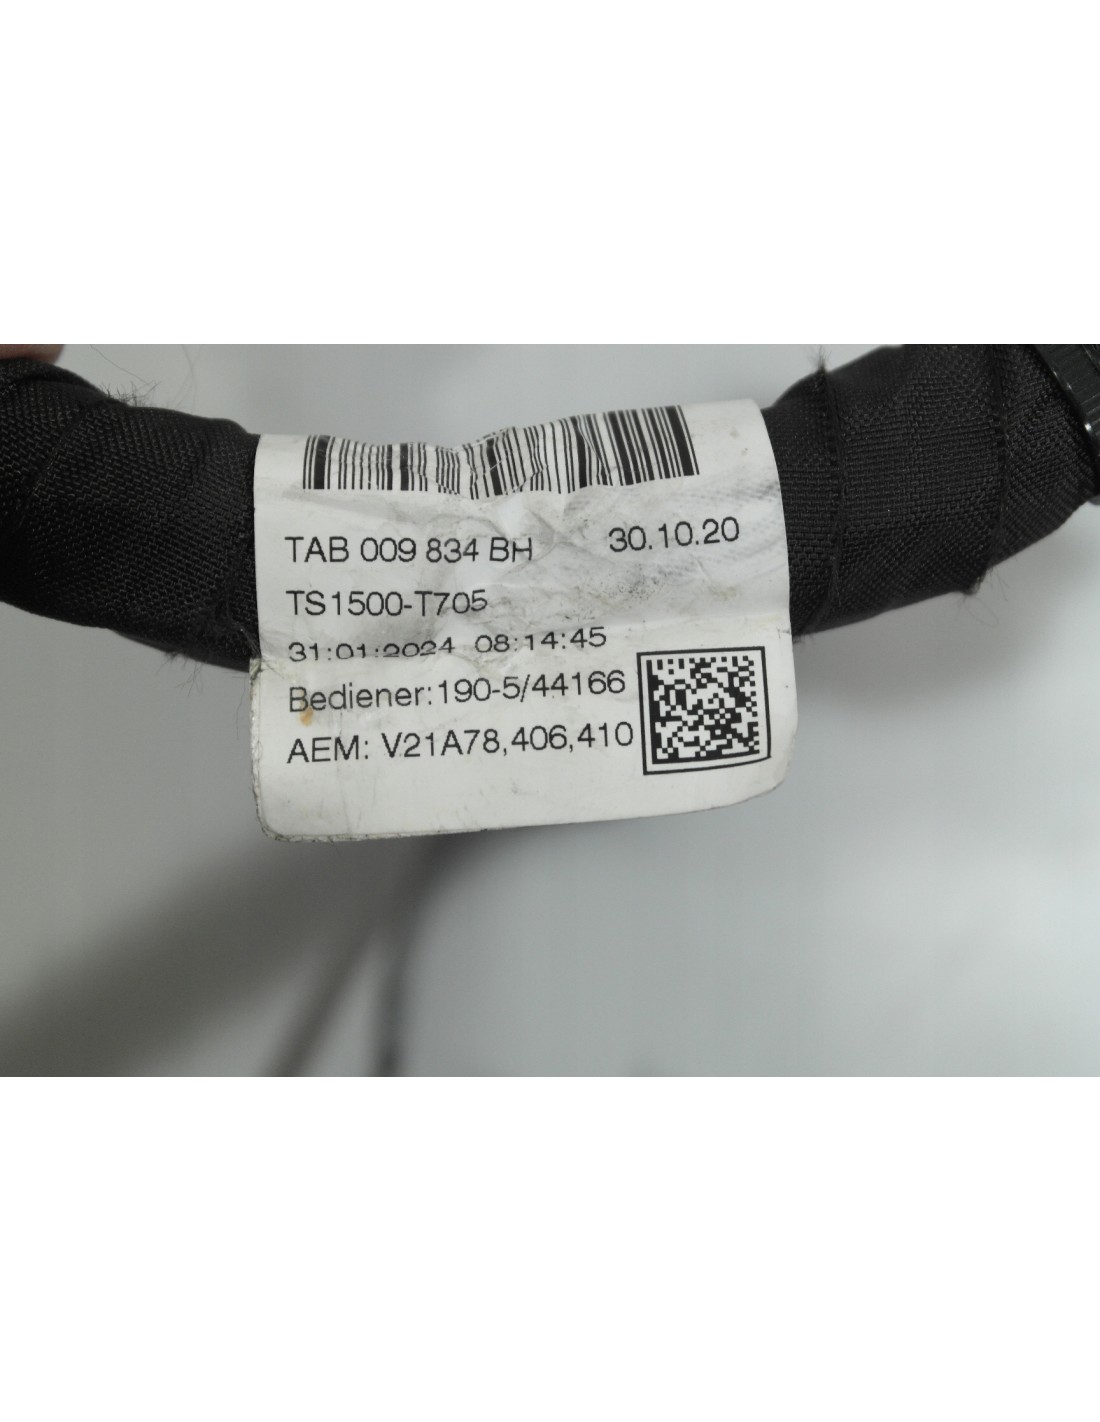 TAB 009 834 BH 30.10.20
TS1500-T705
31:01:2024 08:14:45
Bediener:190-5/44166
AEM: V21A78,406,410